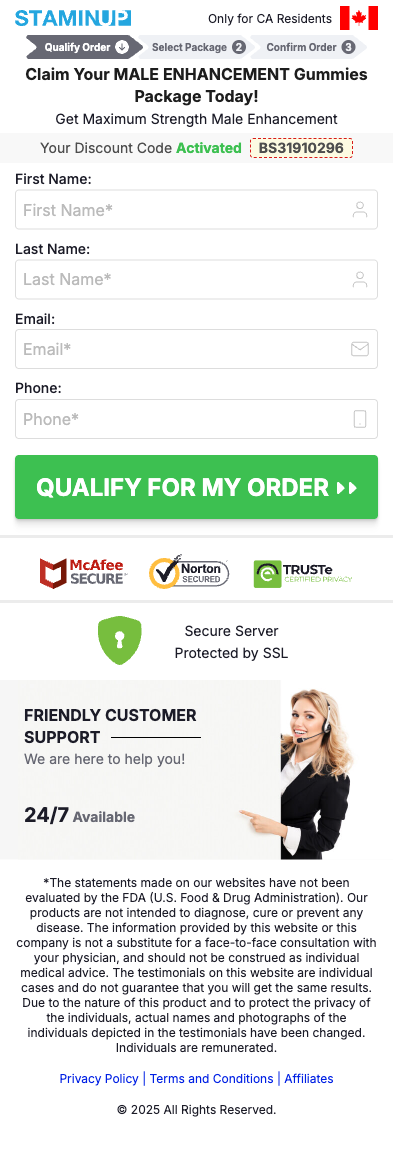 STAMINUP
Only for CA Residents
Qualify Order
Select Package 2
Confirm Order 3
Claim Your MALE ENHANCEMENT Gummies
Package Today!
Get Maximum Strength Male Enhancement
Your Discount Code Activated BS31910296
First Name:
First Name*
Last Name:
Last Name*
Email:
Email*
Phone:
Phone*
QUALIFY FOR MY ORDER
McAfee
SECURE
Norton
SECURED
TRUSTe
CERTIFIED PRIVACY
Secure Server
Protected by SSL
FRIENDLY CUSTOMER
SUPPORT
We are here to help you!
24/7 Available
*The statements made on our websites have not been
evaluated by the FDA (U.S. Food & Drug Administration). Our
products are not intended to diagnose, cure or prevent any
disease. The information provided by this website or this
company is not a substitute for a face-to-face consultation with
your physician, and should not be construed as individual
medical advice. The testimonials on this website are individual
cases and do not guarantee that you will get the same results.
Due to the nature of this product and to protect the privacy of
the individuals, actual names and photographs of the
individuals depicted in the testimonials have been changed.
Individuals are remunerated.
Privacy Policy | Terms and Conditions | Affiliates
© 2025 All Rights Reserved.